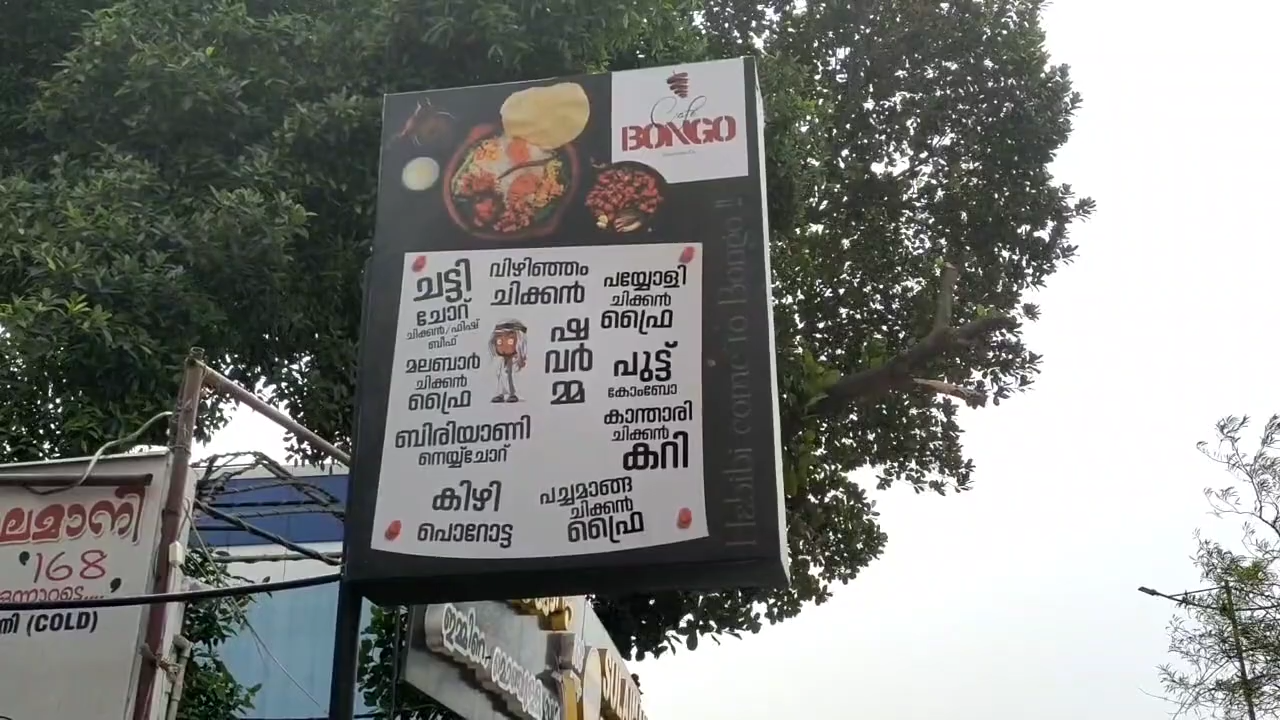 Café
BONGO
Habibi come to Bongo !!
ചട്ടി
ചോറ്
ചിക്കൻ/ഫിഷ്
ബീഫ്
വിഴിഞ്ഞം
ചിക്കൻ
പയ്യോളി
ചിക്കൻ
ഫ്രൈ
മലബാർ
ചിക്കൻ
ഫ്രൈ
ഷ
വർ
മ്മ
പുട്ട്
കോംബോ
ബിരിയാണി
നെയ്ച്ചോറ്
കാന്താരി
ചിക്കൻ
കറി
കിഴി
പൊറോട്ട
പച്ചമാങ്ങ
ചിക്കൻ
ഫ്രൈ
ലമാനി
168
നി (COLD)